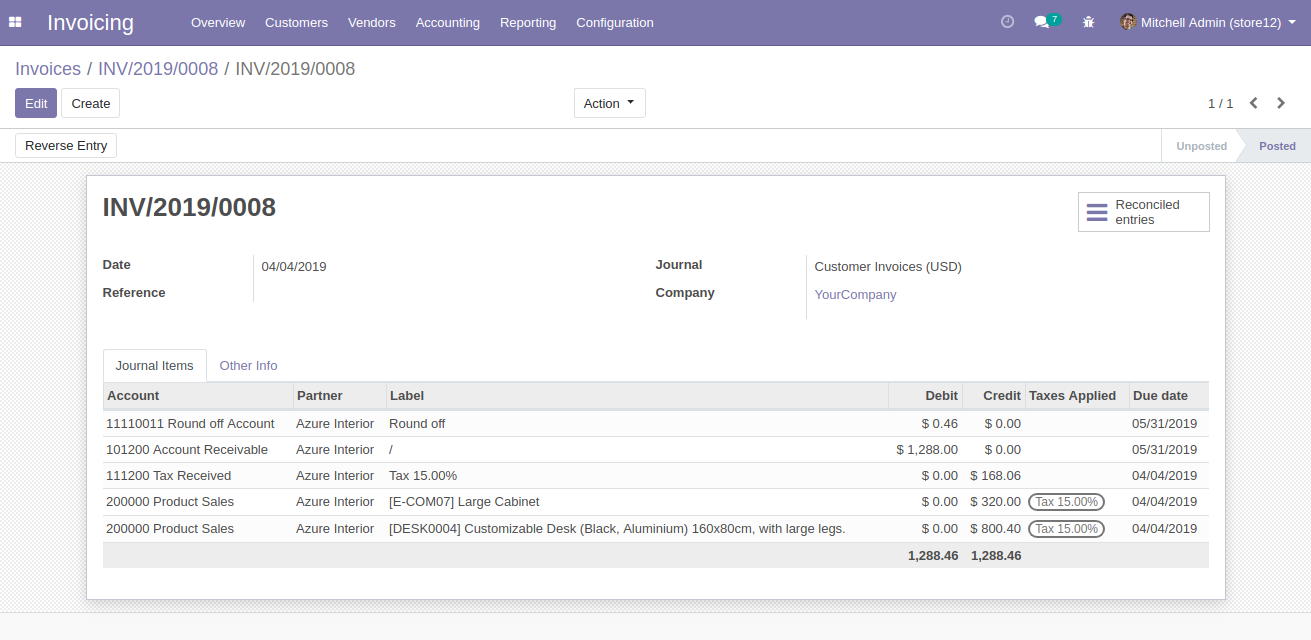 Invoicing Overview Customers Vendors Accounting Reporting Configuration 7 Mitchell Admin (store12)
Invoices / INV/2019/0008 / INV/2019/0008
Edit Create Action 1 / 1
Reverse Entry Unposted Posted
INV/2019/0008
Reconciled
entries
Date 04/04/2019 Journal Customer Invoices (USD)
Reference Company YourCompany
Journal Items Other Info
Account Partner Label Debit Credit Taxes Applied Due date
11110011 Round off Account Azure Interior Round off $ 0.46 $ 0.00 05/31/2019
101200 Account Receivable Azure Interior / $ 1,288.00 $ 0.00 05/31/2019
111200 Tax Received Azure Interior Tax 15.00% $ 0.00 $ 168.06 04/04/2019
200000 Product Sales Azure Interior [E-COM07] Large Cabinet $ 0.00 $ 320.00 Tax 15.00% 04/04/2019
200000 Product Sales Azure Interior [DESK0004] Customizable Desk (Black, Aluminium) 160x80cm, with large legs. $ 0.00 $ 800.40 Tax 15.00% 04/04/2019
1,288.46 1,288.46